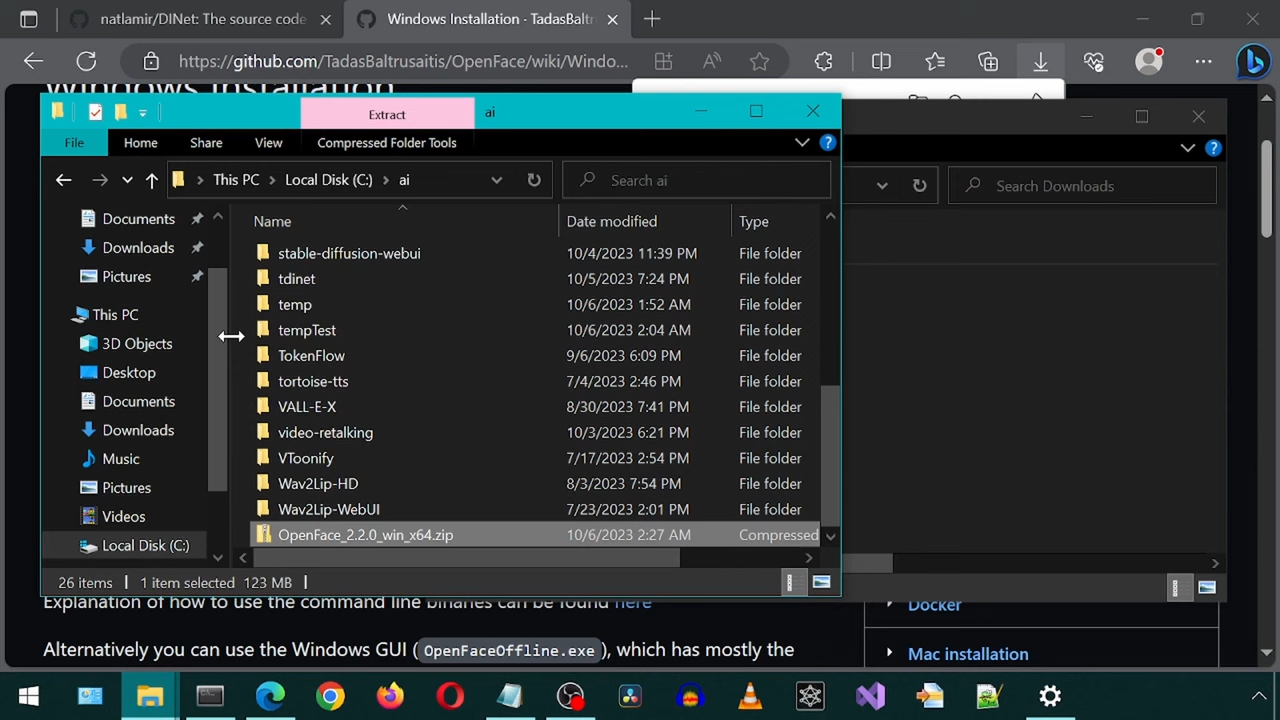 natlamir/DINet: The source code
Windows Installation · TadasBaltr
https://github.com/TadasBaltrusaitis/OpenFace/wiki/Windo...
Windows Installation
Extract
ai
File
Home
Share
View
Compressed Folder Tools
This PC > Local Disk (C:) > ai
Search ai
Search Downloads
Documents
Downloads
Pictures
This PC
3D Objects
Desktop
Documents
Downloads
Music
Pictures
Videos
Local Disk (C:)
Name Date modified Type
stable-diffusion-webui 10/4/2023 11:39 PM File folder
tdinet 10/5/2023 7:24 PM File folder
temp 10/6/2023 1:52 AM File folder
tempTest 10/6/2023 2:04 AM File folder
TokenFlow 9/6/2023 6:09 PM File folder
tortoise-tts 7/4/2023 2:46 PM File folder
VALL-E-X 8/30/2023 7:41 PM File folder
video-retalking 10/3/2023 6:21 PM File folder
VToonify 7/17/2023 2:54 PM File folder
Wav2Lip-HD 8/3/2023 7:54 PM File folder
Wav2Lip-WebUI 7/23/2023 2:01 PM File folder
OpenFace_2.2.0_win_x64.zip 10/6/2023 2:27 AM Compressed
26 items 1 item selected 123 MB
Explanation of how to use the command line binaries can be found here
Alternatively you can use the Windows GUI (OpenFaceOffline.exe), which has mostly the
Docker
Mac installation